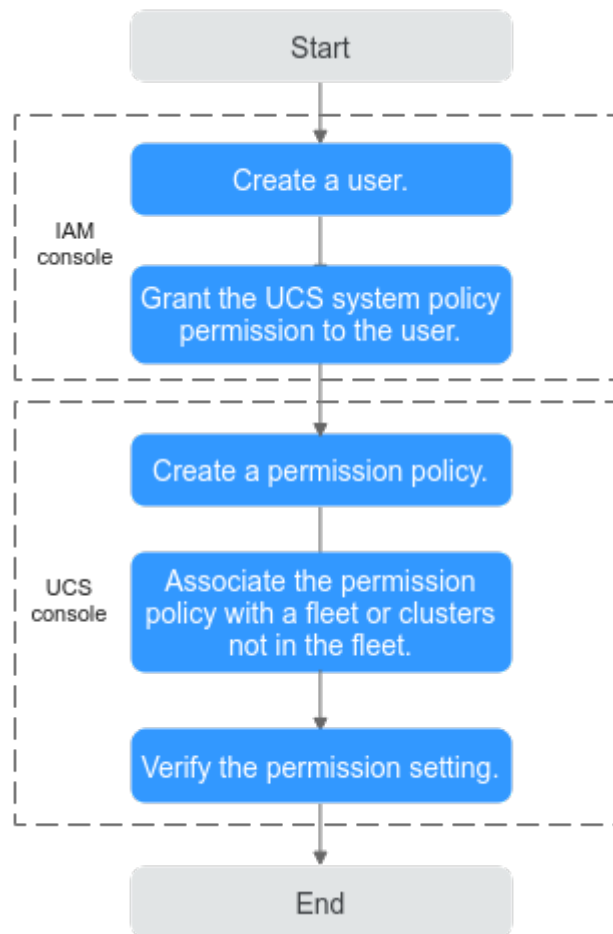 Start
Create a user.
IAM
console
Grant the UCS system policy
permission to the user.
Create a permission policy.
UCS
console
Associate the permission
policy with a fleet or clusters
not in the fleet.
Verify the permission setting.
End